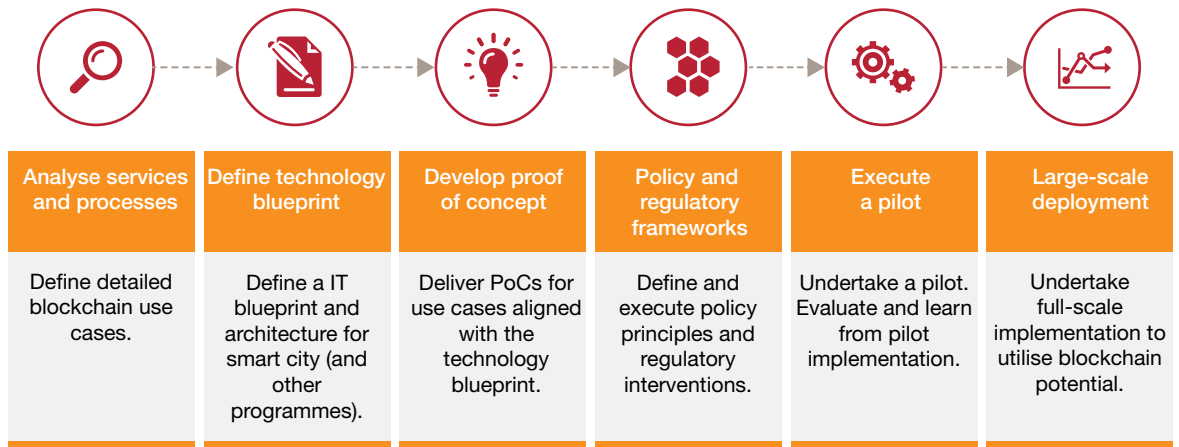 Analyse services
and processes
Define detailed
blockchain use
cases.
Define technology
blueprint
Define a IT
blueprint and
architecture for
smart city (and
other
programmes).
Develop proof
of concept
Deliver PoCs for
use cases aligned
with the
technology
blueprint.
Policy and
regulatory
frameworks
Define and
execute policy
principles and
regulatory
interventions.
Execute
a pilot
Undertake a pilot.
Evaluate and learn
from pilot
implementation.
Large-scale
deployment
Undertake
full-scale
implementation to
utilise blockchain
potential.